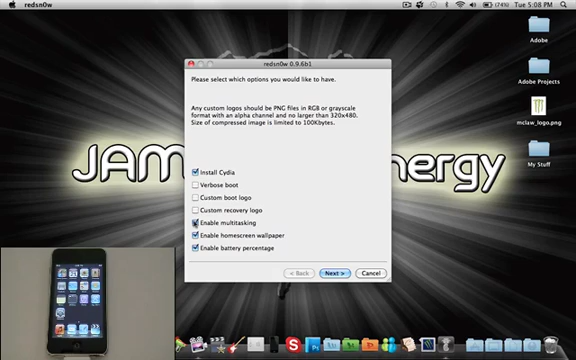 redsn0w
(74%)
Tue 5:08 PM
redsn0w 0.9.6b1
Please select which options you would like to have.
Any custom logos should be PNG files in RGB or grayscale
format with an alpha channel and no larger than 320x480.
Size of compressed image is limited to 100Kbytes.
Install Cydia
Verbose boot
Custom boot logo
Custom recovery logo
Enable multitasking
Enable homescreen wallpaper
Enable battery percentage
< Back
Next >
Cancel
JAM
nergy
Adobe
Adobe Projects
mclaw_logo.png
My Stuff